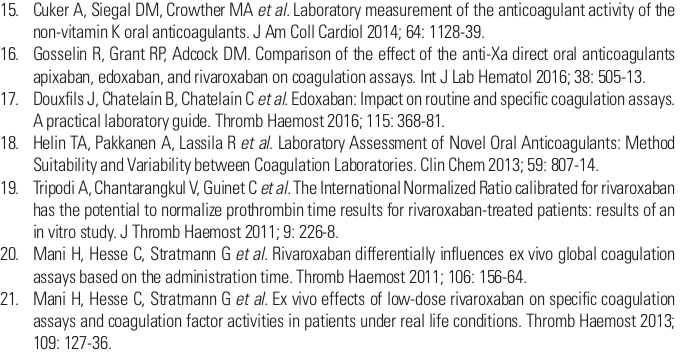 15. Cuker A, Siegal DM, Crowther MA et al. Laboratory measurement of the anticoagulant activity of the
non-vitamin K oral anticoagulants. J Am Coll Cardiol 2014; 64: 1128-39.
16. Gosselin R, Grant RP, Adcock DM. Comparison of the effect of the anti-Xa direct oral anticoagulants
apixaban, edoxaban, and rivaroxaban on coagulation assays. Int J Lab Hematol 2016; 38: 505-13.
17. Douxfils J, Chatelain B, Chatelain C et al. Edoxaban: Impact on routine and specific coagulation assays.
A practical laboratory guide. Thromb Haemost 2016; 115: 368-81.
18. Helin TA, Pakkanen A, Lassila R et al. Laboratory Assessment of Novel Oral Anticoagulants: Method
Suitability and Variability between Coagulation Laboratories. Clin Chem 2013; 59: 807-14.
19. Tripodi A, Chantarangkul V, Guinet C et al. The International Normalized Ratio calibrated for rivaroxaban
has the potential to normalize prothrombin time results for rivaroxaban-treated patients: results of an
in vitro study. J Thromb Haemost 2011; 9: 226-8.
20. Mani H, Hesse C, Stratmann G et al. Rivaroxaban differentially influences ex vivo global coagulation
assays based on the administration time. Thromb Haemost 2011; 106: 156-64.
21. Mani H, Hesse C, Stratmann G et al. Ex vivo effects of low-dose rivaroxaban on specific coagulation
assays and coagulation factor activities in patients under real life conditions. Thromb Haemost 2013;
109: 127-36.